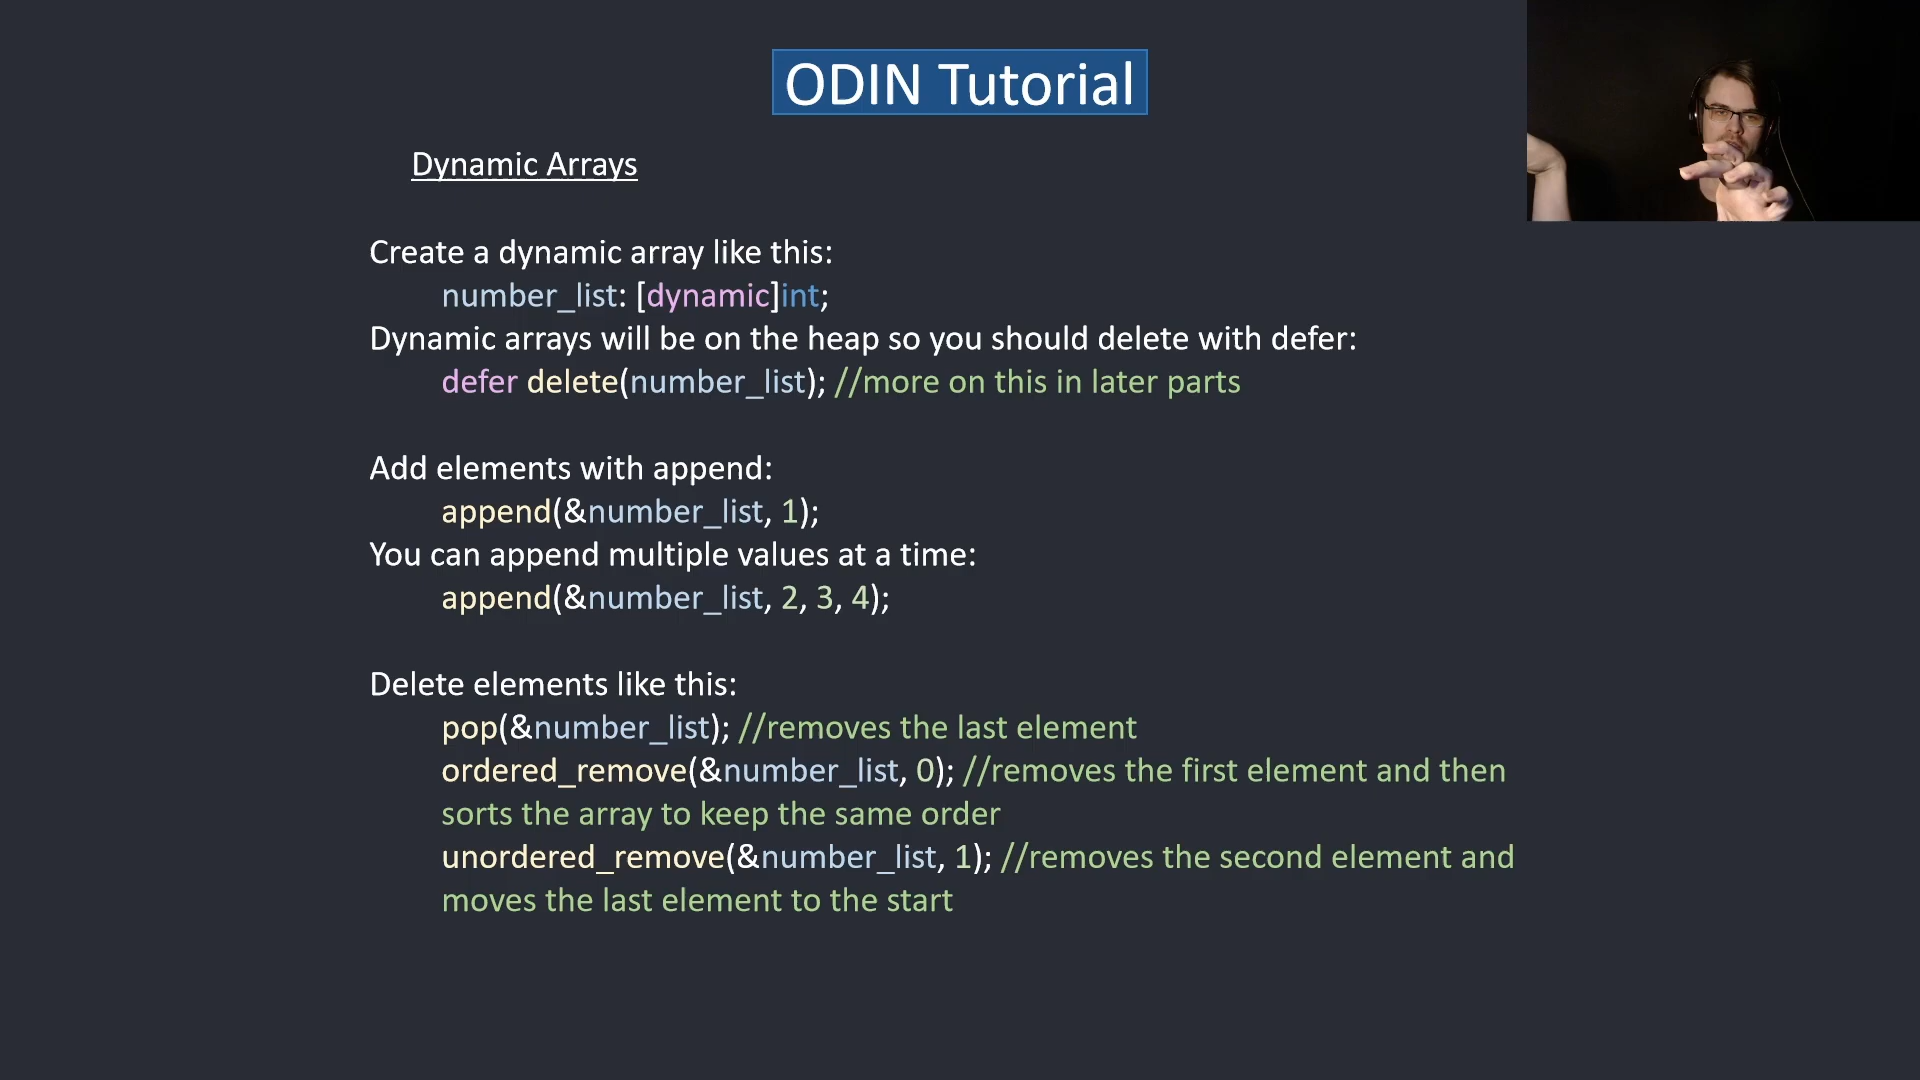 ODIN Tutorial
Dynamic Arrays
Create a dynamic array like this:
number_list: [dynamic]int;
Dynamic arrays will be on the heap so you should delete with defer:
defer delete(number_list); //more on this in later parts
Add elements with append:
append(&number_list, 1);
You can append multiple values at a time:
append(&number_list, 2, 3, 4);
Delete elements like this:
pop(&number_list); //removes the last element
ordered_remove(&number_list, 0); //removes the first element and then
sorts the array to keep the same order
unordered_remove(&number_list, 1); //removes the second element and
moves the last element to the start